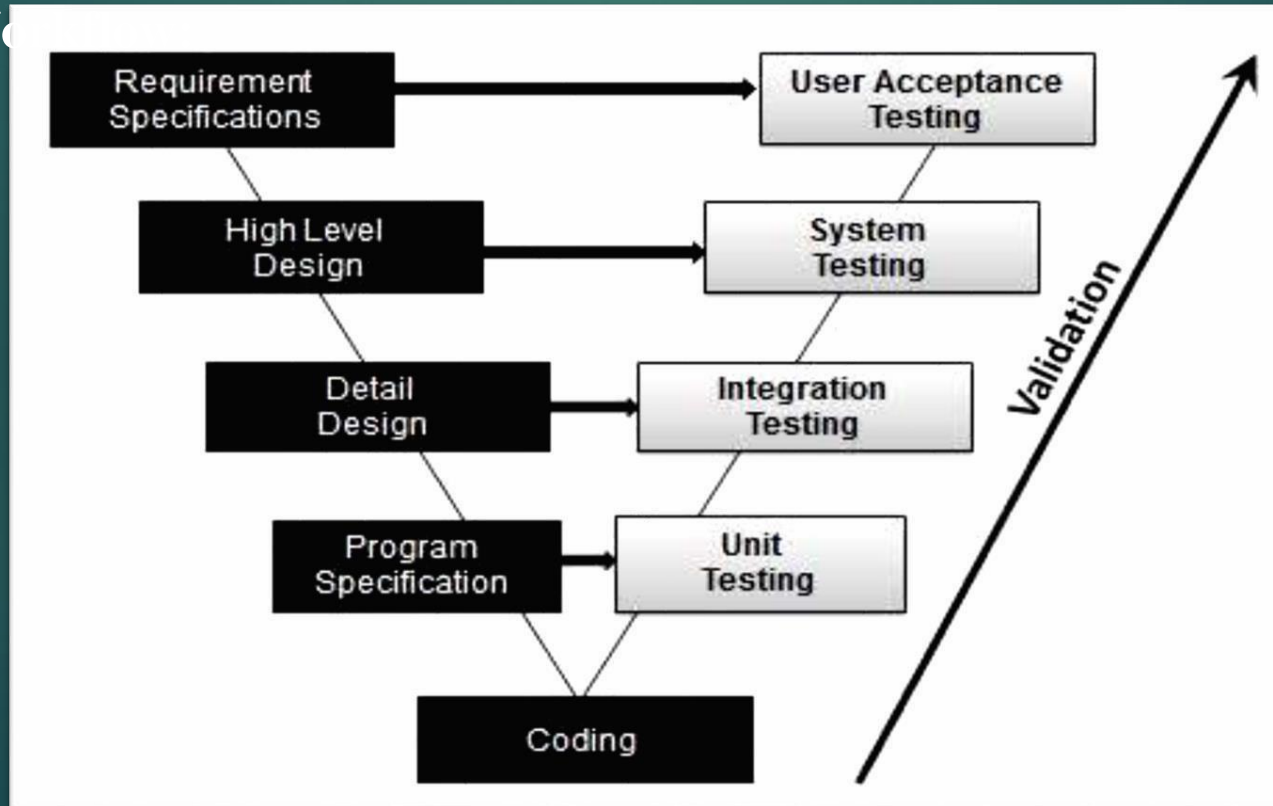 Requirement
Specifications
User Acceptance
Testing
High Level
Design
System
Testing
Detail
Design
Integration
Testing
Validation
Program
Specification
Unit
Testing
Coding